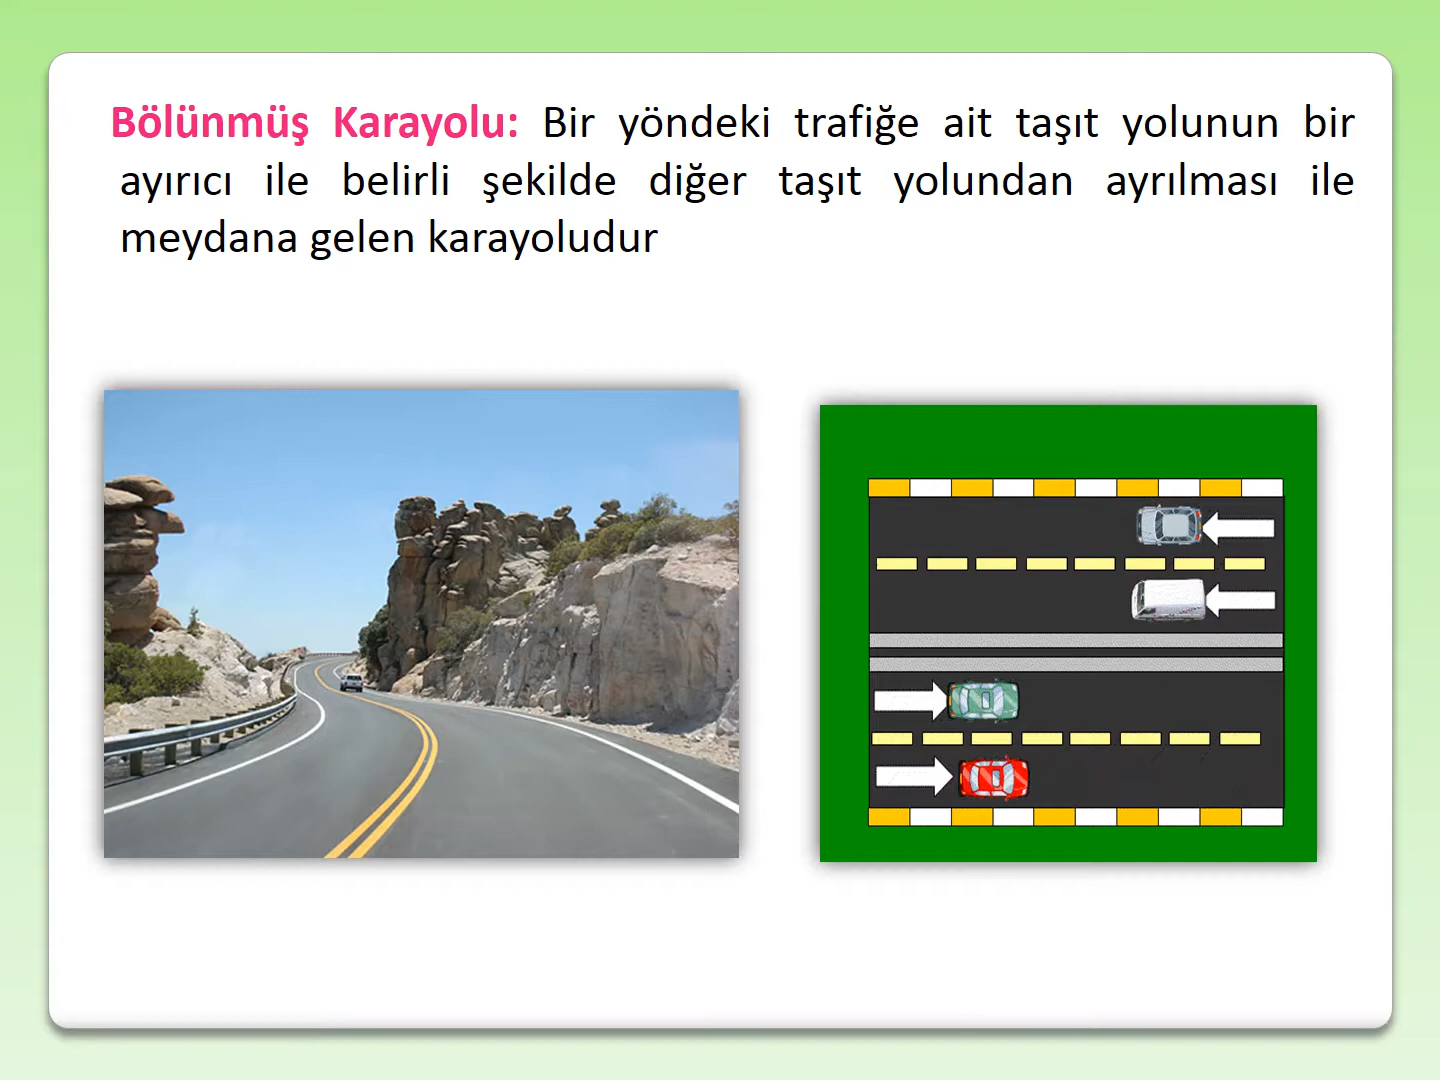 Bölünmüş Karayolu: Bir yöndeki trafiğe ait taşıt yolunun bir
ayırıcı ile belirli şekilde diğer taşıt yolundan ayrılması ile
meydana gelen karayoludur